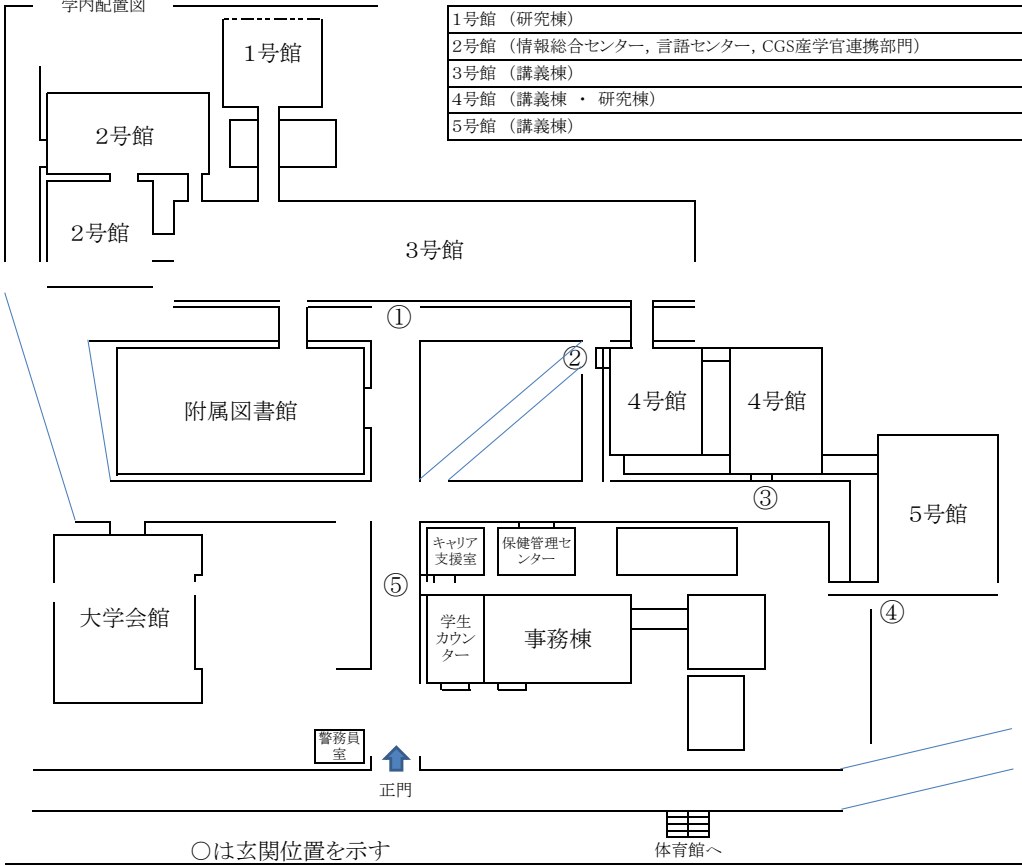 学内配置図
1号館 （研究棟）
2号館 （情報総合センター, 言語センター, CGS産学官連携部門）
3号館 （講義棟）
4号館 （講義棟 ・ 研究棟）
5号館 （講義棟）
1号館
2号館
2号館
3号館
①
②
附属図書館
4号館
4号館
③
5号館
キャリア
支援室
保健管理セ
ンター
⑤
大学会館
学生
カウン
ター
事務棟
④
警務員
室
正門
○は玄関位置を示す
体育館へ